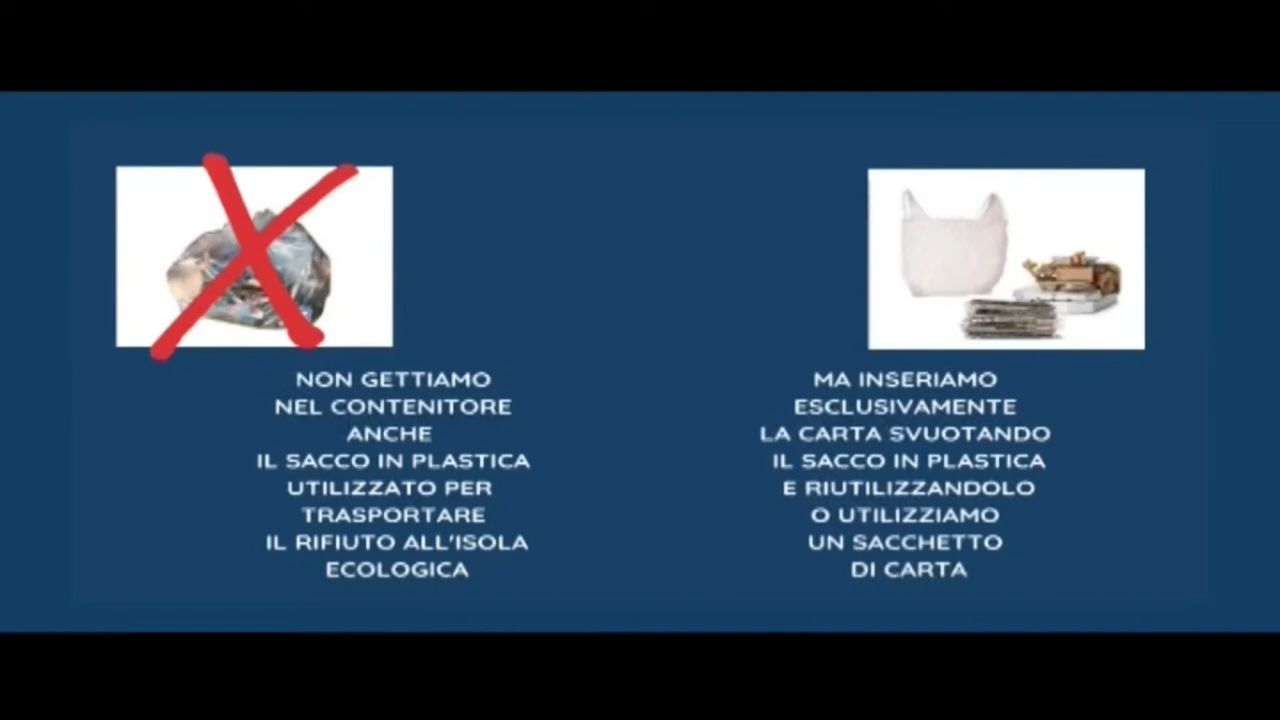 NON GETTIAMO
NEL CONTENITORE
ANCHE
IL SACCO IN PLASTICA
UTILIZZATO PER
TRASPORTARE
IL RIFIUTO ALL'ISOLA
ECOLOGICA
MA INSERIAMO
ESCLUSIVAMENTE
LA CARTA SVUOTANDO
IL SACCO IN PLASTICA
E RIUTILIZZANDOLO
O UTILIZZIAMO
UN SACCHETTO
DI CARTA